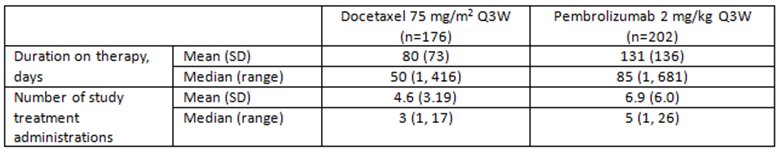 Docetaxel 75 mg/m² Q3W Pembrolizumab 2 mg/kg Q3W
(n=176) (n=202)
Duration on therapy, Mean (SD) 80 (73) 131 (136)
days Median (range) 50 (1, 416) 85 (1, 681)
Number of study Mean (SD) 4.6 (3.19) 6.9 (6.0)
treatment Median (range) 3 (1, 17) 5 (1, 26)
administrations